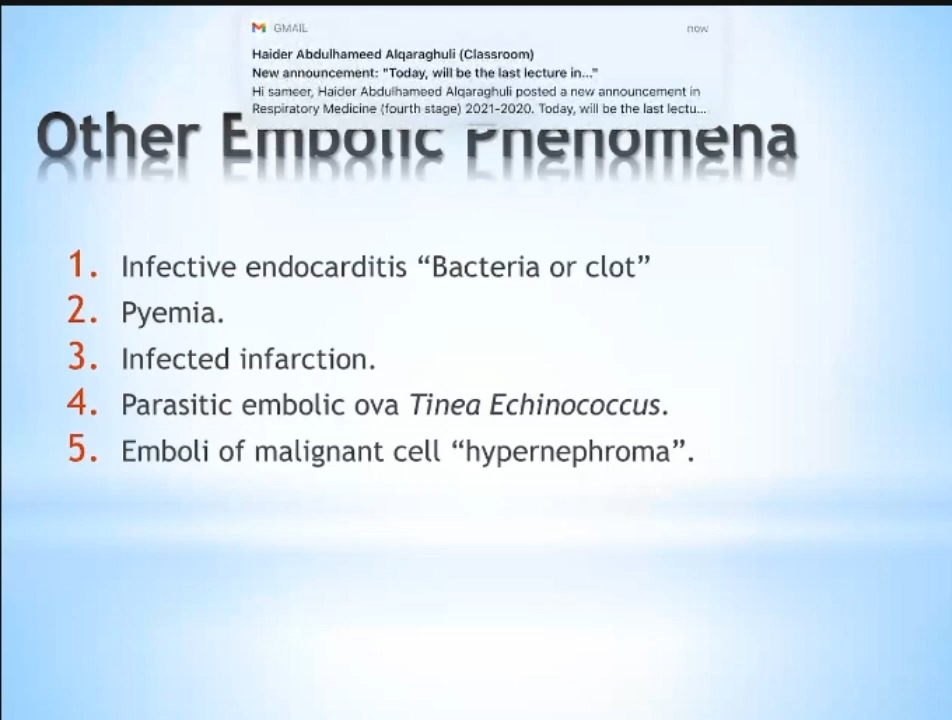 GMAIL
now
Haider Abdulhameed Alqaraghuli (Classroom)
New announcement: "Today, will be the last lecture in..."
Hi sameer, Haider Abdulhameed Alqaraghuli posted a new announcement in
Respiratory Medicine (fourth stage) 2021-2020. Today, will be the last lectu...
Other Embolic Phenomena
1. Infective endocarditis “Bacteria or clot”
2. Pyemia.
3. Infected infarction.
4. Parasitic embolic ova Tinea Echinococcus.
5. Emboli of malignant cell “hypernephroma”.